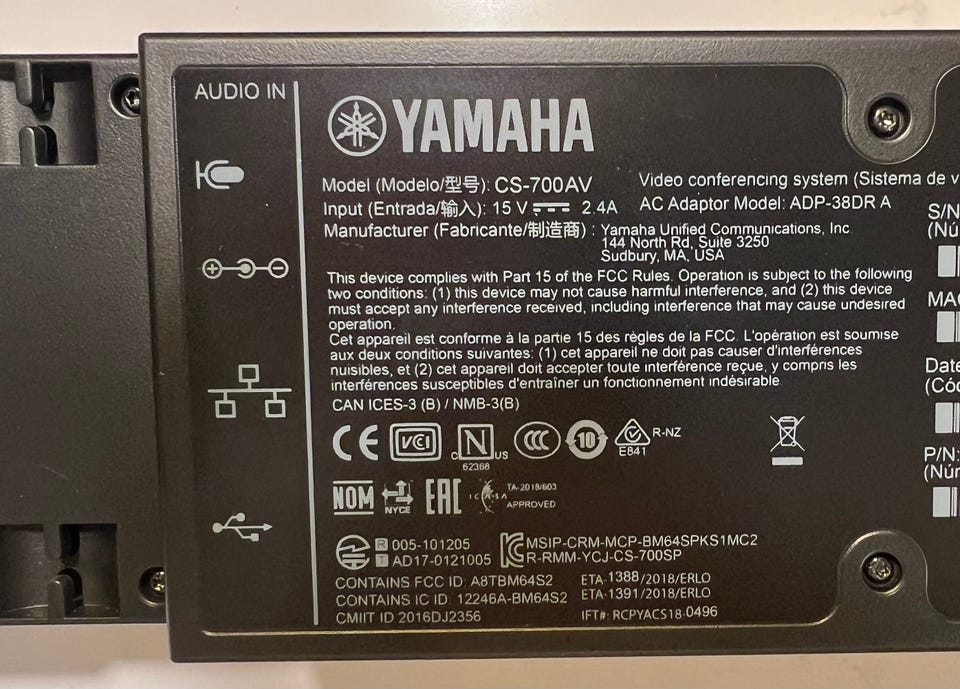 AUDIO IN
YAMAHA
Model (Modelo/型号): CS-700AV
Video conferencing system (Sistema de v
Input (Entrada/输入): 15 V 2.4A
AC Adaptor Model: ADP-38DR A
Manufacturer (Fabricante/制造商) : Yamaha Unified Communications, Inc
144 North Rd, Suite 3250
Sudbury, MA, USA
This device complies with Part 15 of the FCC Rules. Operation is subject to the following
two conditions: (1) this device may not cause harmful interference, and (2) this device
must accept any interference received, including interference that may cause undesired
operation.
Cet appareil est conforme à la partie 15 des règles de la FCC. L'opération est soumise
aux deux conditions suivantes: (1) cet appareil ne doit pas causer d'interférences
nuisibles, et (2) cet appareil doit accepter toute interférence reçue, y compris les
interférences susceptibles d'entraîner un fonctionnement indésirable
CAN ICES-3 (B) / NMB-3(B)
CE VCI C N US CCC 10 R-NZ
62368 E841
NOM NYCE EAC ICASA TA-2018/603
APPROVED
R 005-101205
T AD17-0121005
MSIP-CRM-MCP-BM64SPKS1MC2
R-RMM-YCJ-CS-700SP
CONTAINS FCC ID: A8TBM64S2
CONTAINS IC ID: 12246A-BM64S2
CMIIT ID 2016DJ2356
ETA-1388/2018/ERLO
ETA-1391/2018/ERLO
IFT#: RCPYACS18-0496
S/N
(Nú
MAC
Date
(Cód
P/N:
(Núr